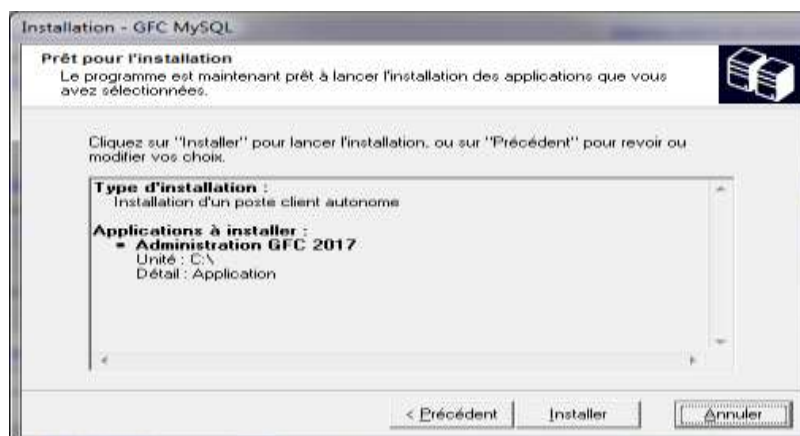 Installation - GFC MySQL
Prêt pour l'installation
Le programme est maintenant prêt à lancer l'installation des applications que vous
avez sélectionnées.
Cliquez sur "Installer" pour lancer l'installation, ou sur "Précédent" pour revoir ou
modifier vos choix.
Type d'installation :
Installation d'un poste client autonome
Applications à installer :
- Administration GFC 2017
Unité : C:\
Détail : Application
< Précédent
Installer
Annuler